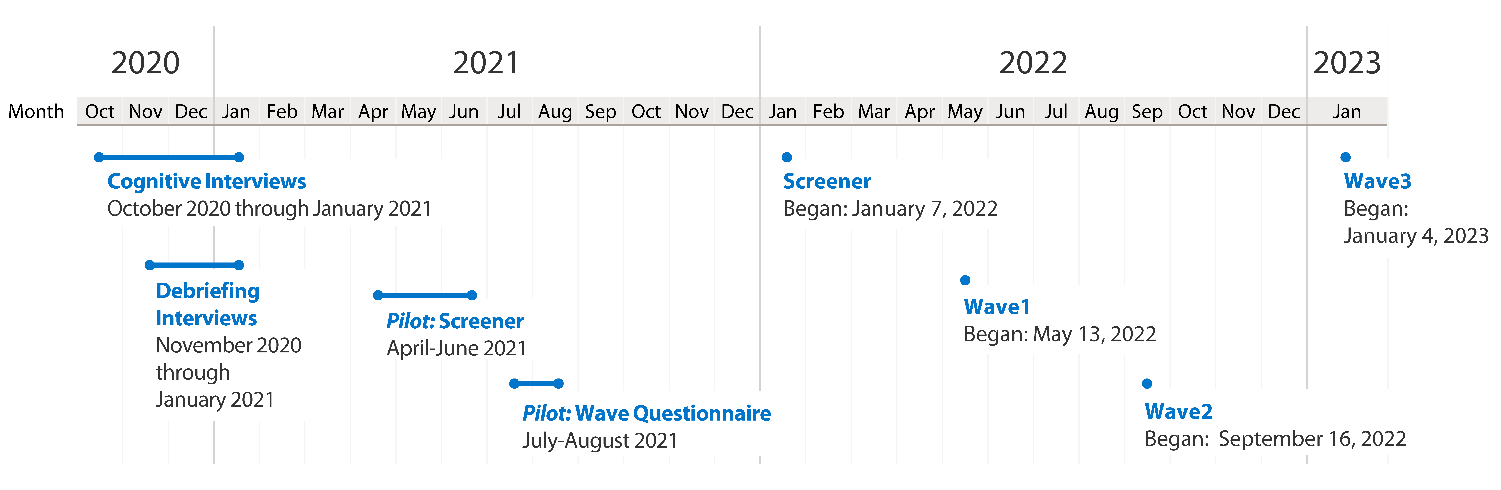 2020 2021 2022 2023
Month Oct Nov Dec Jan Feb Mar Apr May Jun Jul Aug Sep Oct Nov Dec Jan Feb Mar Apr May Jun Jul Aug Sep Oct Nov Dec Jan
Cognitive Interviews
October 2020 through January 2021
Debriefing
Interviews
November 2020
through
January 2021
Pilot: Screener
April-June 2021
Pilot: Wave Questionnaire
July-August 2021
Screener
Began: January 7, 2022
Wave1
Began: May 13, 2022
Wave2
Began: September 16, 2022
Wave3
Began:
January 4, 2023